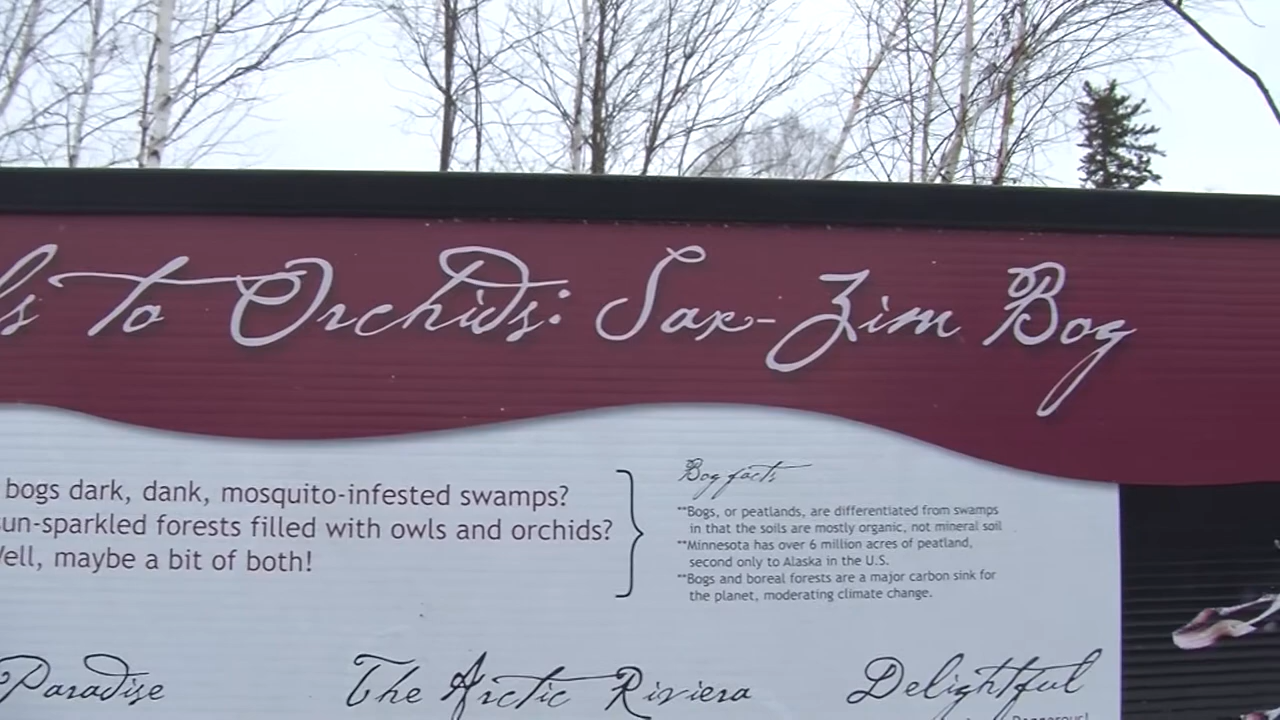 to Orchids: Sax-Zim Bog
bogs dark, dank, mosquito-infested swamps?
sun-sparkled forests filled with owls and orchids?
Well, maybe a bit of both!
Bog facts
**Bogs, or peatlands, are differentiated from swamps
in that the soils are mostly organic, not mineral soil
**Minnesota has over 6 million acres of peatland,
second only to Alaska in the U.S.
**Bogs and boreal forests are a major carbon sink for
the planet, moderating climate change.
Paradise
The Arctic Riviera
Delightful